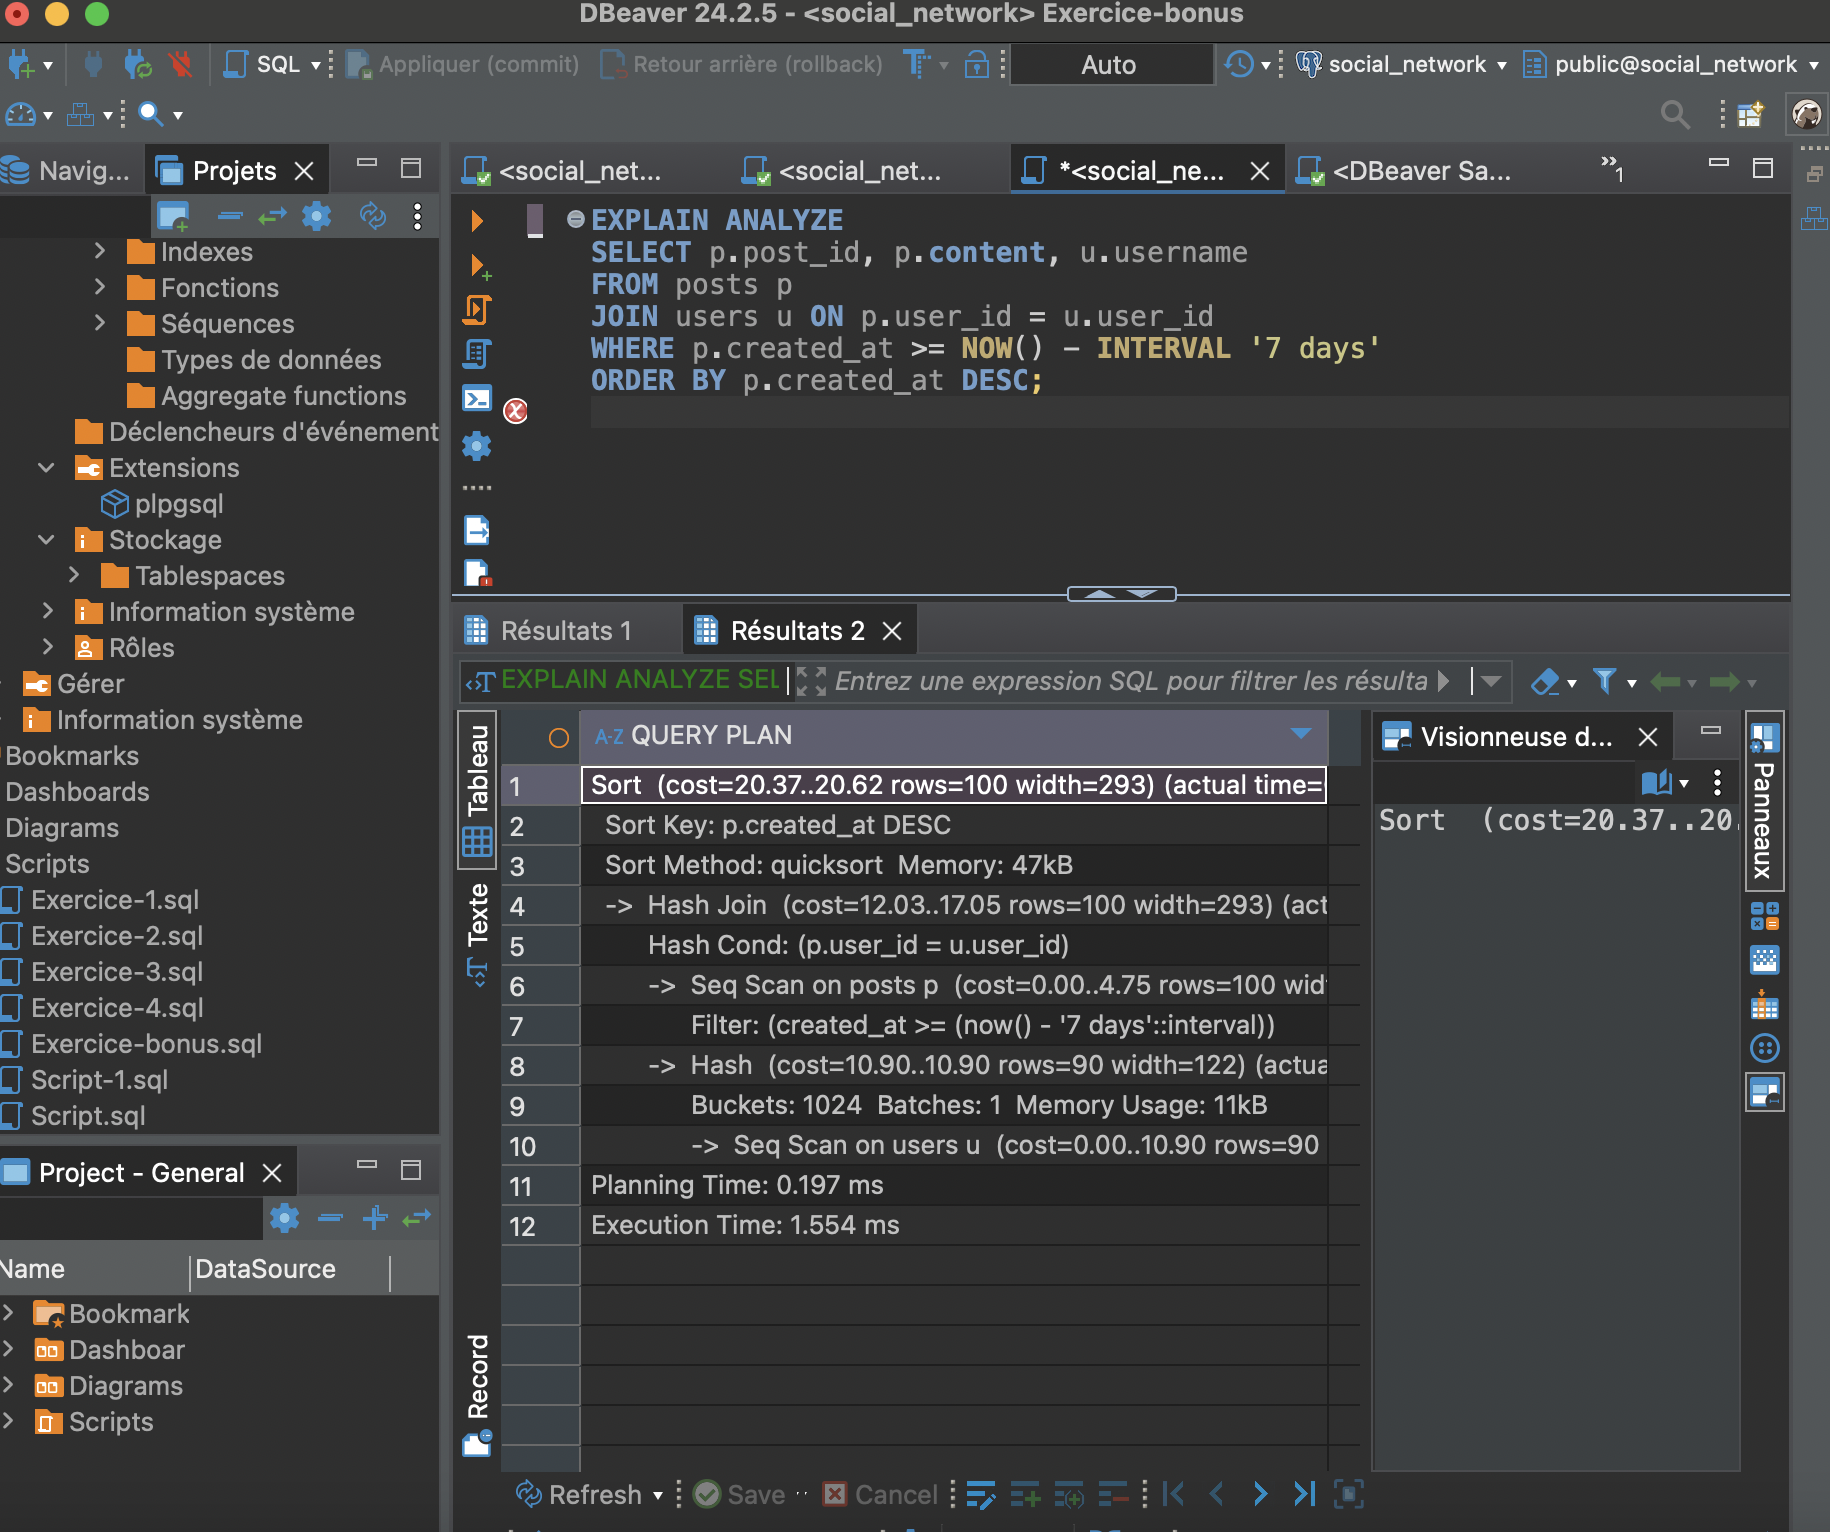 DBeaver 24.2.5 - <social_network> Exercice-bonus
SQL
Appliquer (commit)
Retour arrière (rollback)
Auto
social_network
public@social_network
Navig...
Projets
<social_net...
<social_net...
*<social_ne...
<DBeaver Sa...
»1
Indexes
Fonctions
Séquences
Types de données
Aggregate functions
Déclencheurs d'événement
Extensions
plpgsql
Stockage
Tablespaces
Information système
Rôles
Gérer
Information système
Bookmarks
Dashboards
Diagrams
Scripts
Exercice-1.sql
Exercice-2.sql
Exercice-3.sql
Exercice-4.sql
Exercice-bonus.sql
Script-1.sql
Script.sql
Project - General
Name
DataSource
Bookmark
Dashboar
Diagrams
Scripts
EXPLAIN ANALYZE
SELECT p.post_id, p.content, u.username
FROM posts p
JOIN users u ON p.user_id = u.user_id
WHERE p.created_at >= NOW() - INTERVAL '7 days'
ORDER BY p.created_at DESC;
Résultats 1
Résultats 2
EXPLAIN ANALYZE SEL
Entrez une expression SQL pour filtrer les résulta
Tableau
Texte
Record
A-Z QUERY PLAN
1 Sort (cost=20.37..20.62 rows=100 width=293) (actual time=
2 Sort Key: p.created_at DESC
3 Sort Method: quicksort Memory: 47kB
4 -> Hash Join (cost=12.03..17.05 rows=100 width=293) (act
5 Hash Cond: (p.user_id = u.user_id)
6 -> Seq Scan on posts p (cost=0.00..4.75 rows=100 wid
7 Filter: (created_at >= (now() - '7 days'::interval))
8 -> Hash (cost=10.90..10.90 rows=90 width=122) (actua
9 Buckets: 1024 Batches: 1 Memory Usage: 11kB
10 -> Seq Scan on users u (cost=0.00..10.90 rows=90
11 Planning Time: 0.197 ms
12 Execution Time: 1.554 ms
Visionneuse d...
Sort (cost=20.37..20.
Panneaux
Refresh
Save
Cancel